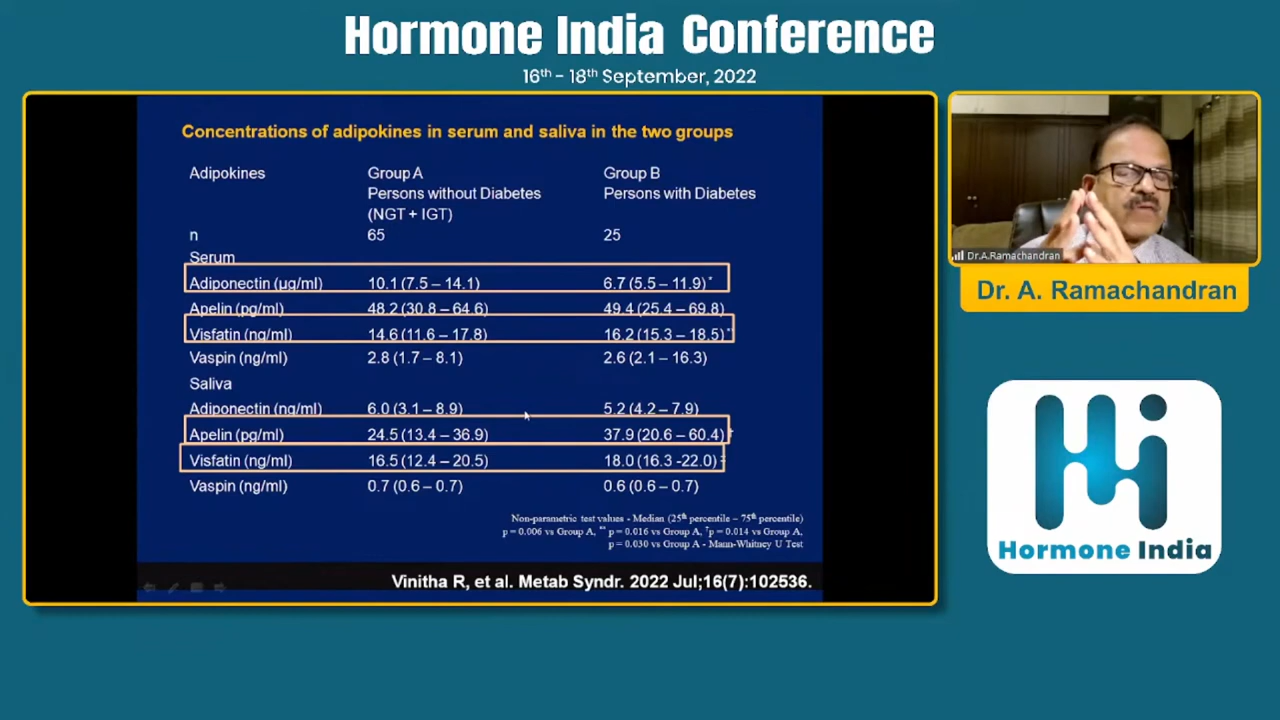 Hormone India Conference
16th - 18th September, 2022
Concentrations of adipokines in serum and saliva in the two groups
Adipokines Group A Group B
Persons without Diabetes Persons with Diabetes
(NGT + IGT)
n 65 25
Serum
Adiponectin (µg/ml) 10.1 (7.5 – 14.1) 6.7 (5.5 – 11.9) *
Apelin (pg/ml) 48.2 (30.8 – 64.6) 49.4 (25.4 – 69.8)
Visfatin (ng/ml) 14.6 (11.6 – 17.8) 16.2 (15.3 – 18.5) **
Vaspin (ng/ml) 2.8 (1.7 – 8.1) 2.6 (2.1 – 16.3)
Saliva
Adiponectin (ng/ml) 6.0 (3.1 – 8.9) 5.2 (4.2 – 7.9)
Apelin (pg/ml) 24.5 (13.4 – 36.9) 37.9 (20.6 – 60.4) †
Visfatin (ng/ml) 16.5 (12.4 – 20.5) 18.0 (16.3 -22.0) ‡
Vaspin (ng/ml) 0.7 (0.6 – 0.7) 0.6 (0.6 – 0.7)
Non-parametric test values - Median (25th percentile – 75th percentile)
p = 0.006 vs Group A, ** p = 0.016 vs Group A, †p = 0.014 vs Group A,
p = 0.030 vs Group A - Mann-Whitney U Test
Vinitha R, et al. Metab Syndr. 2022 Jul;16(7):102536.
Dr.A.Ramachandran
Dr. A. Ramachandran
Hormone India